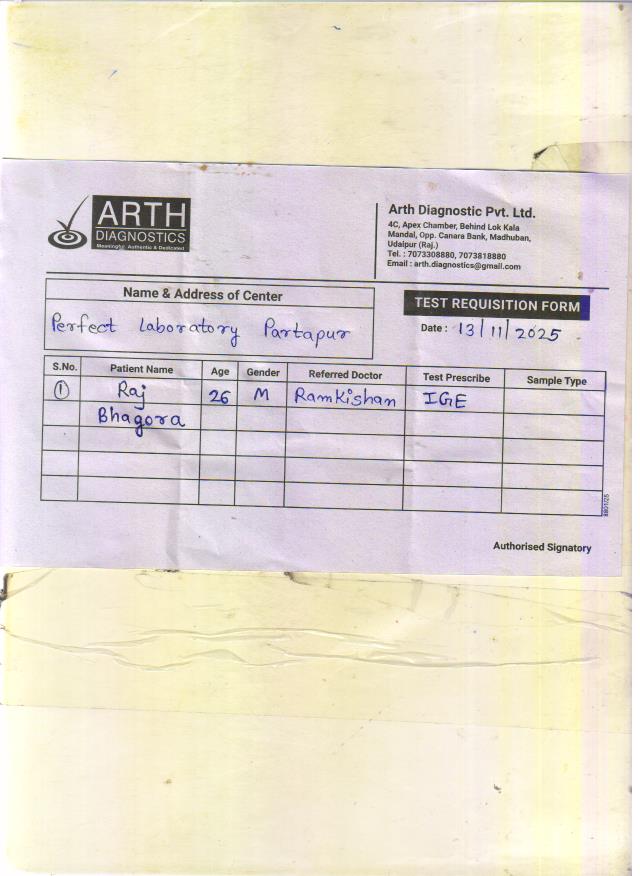 ARTH
DIAGNOSTICS
Meaningful, Authentic & Dedicated
Arth Diagnostic Pvt. Ltd.
4C, Apex Chamber, Behind Lok Kala
Mandal, Opp. Canara Bank, Madhuban,
Udaipur (Raj.)
Tel. : 7073308880, 7073818880
Email : arth.diagnostics@gmail.com
Name & Address of Center
Perfect Laboratory Partapur
TEST REQUISITION FORM
Date : 13/11/2025
S.No. Patient Name Age Gender Referred Doctor Test Prescribe Sample Type
1 Raj 26 M Ramkishan IGE
Bhagora
8801/25
Authorised Signatory